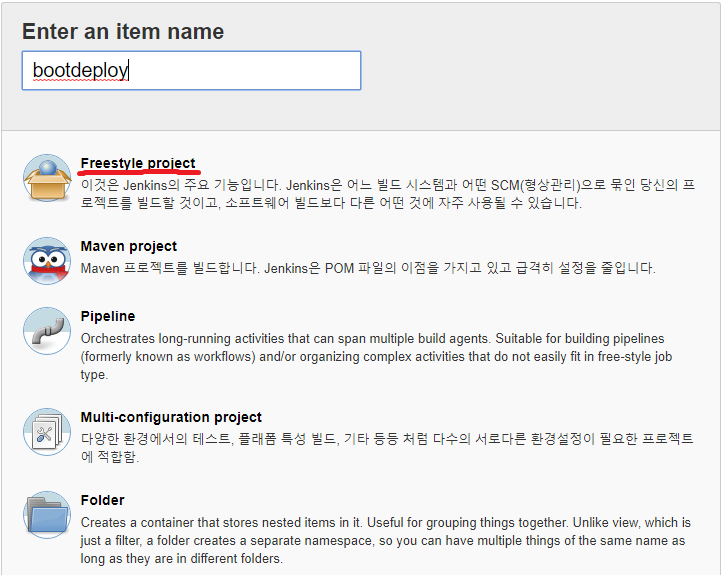 Enter an item name
bootdeploy
Freestyle project
이것은 Jenkins의 주요 기능입니다. Jenkins은 어느 빌드 시스템과 어떤 SCM(형상관리)으로 묶인 당신의 프
로젝트를 빌드할 것이고, 소프트웨어 빌드보다 다른 어떤 것에 자주 사용될 수 있습니다.
Maven project
Maven 프로젝트를 빌드합니다. Jenkins은 POM 파일의 이점을 가지고 있고 급격히 설정을 줄입니다.
Pipeline
Orchestrates long-running activities that can span multiple build agents. Suitable for building pipelines
(formerly known as workflows) and/or organizing complex activities that do not easily fit in free-style job
type.
Multi-configuration project
다양한 환경에서의 테스트, 플래폼 특성 빌드, 기타 등등 처럼 다수의 서로다른 환경설정이 필요한 프로젝트
에 적합함.
Folder
Creates a container that stores nested items in it. Useful for grouping things together. Unlike view, which is
just a filter, a folder creates a separate namespace, so you can have multiple things of the same name as
long as they are in different folders.